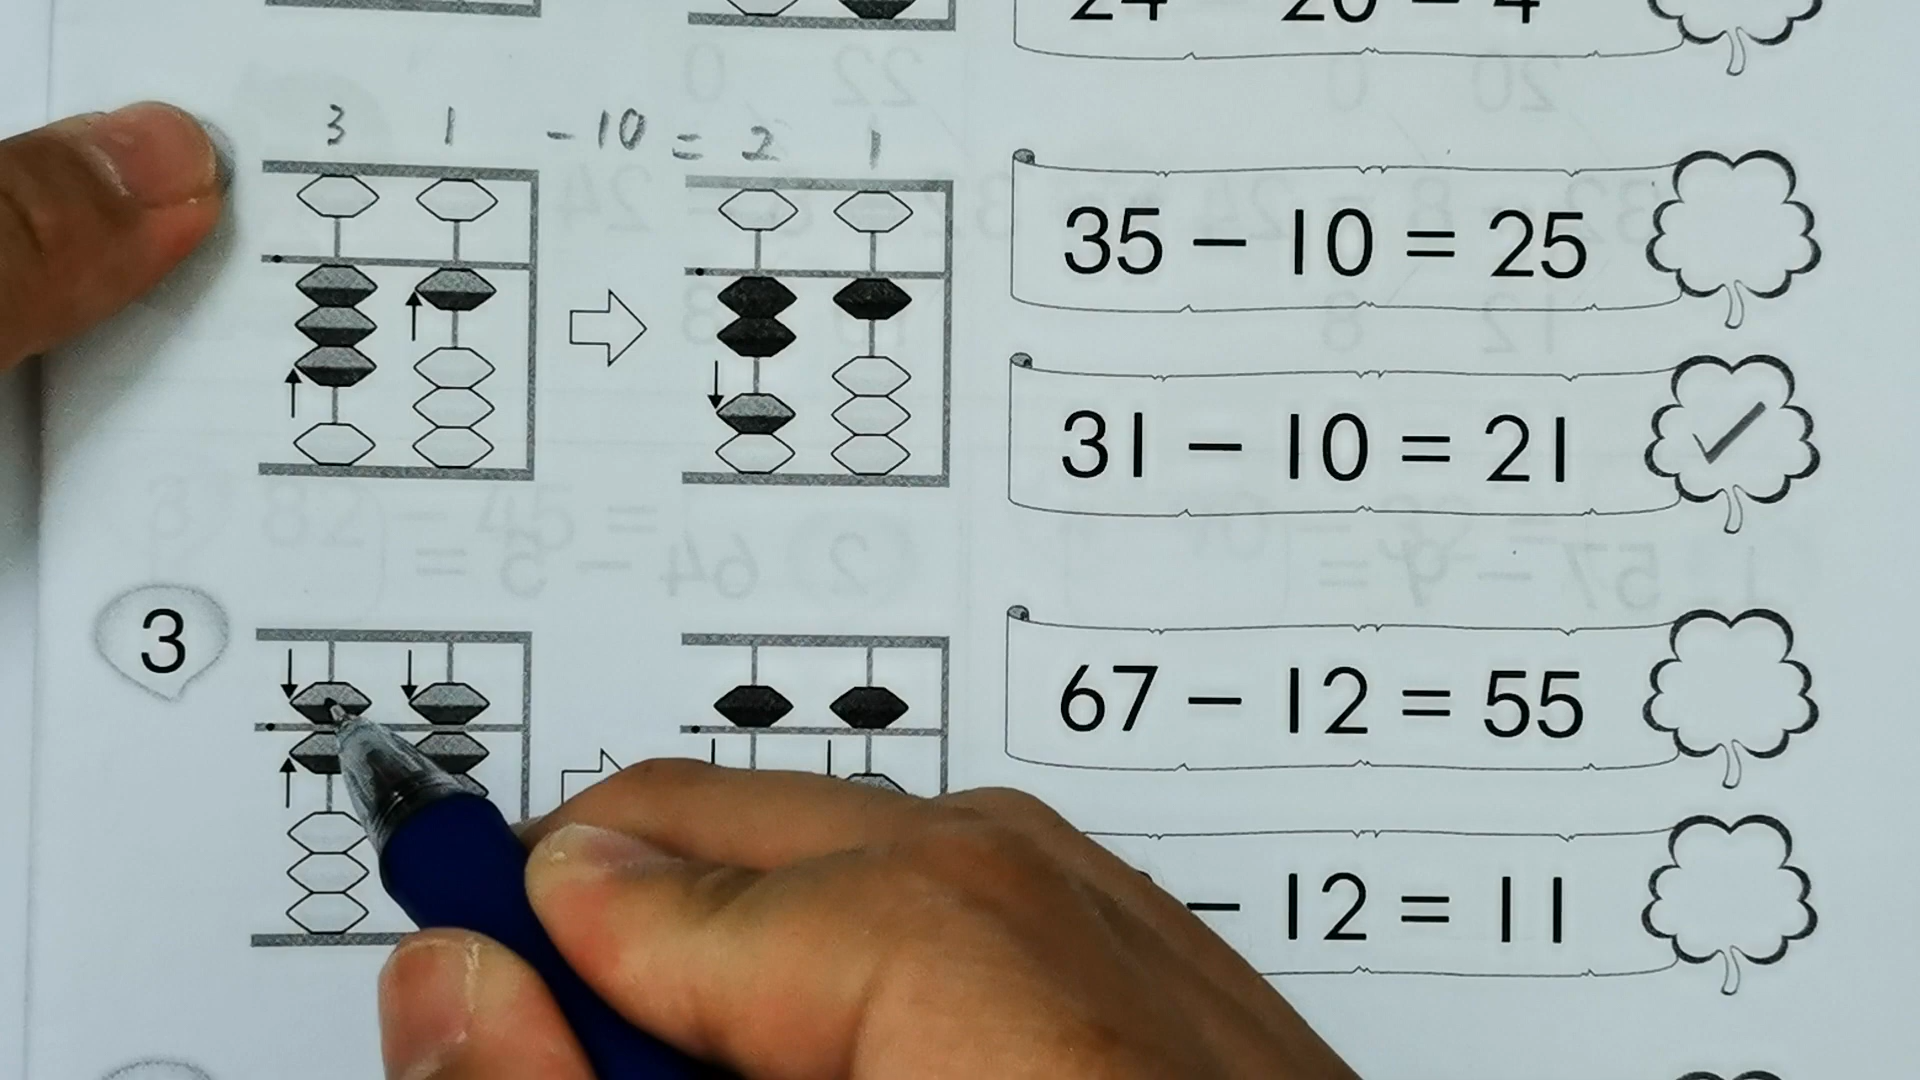 3 1 -10 = 2 1
35 − 10 = 25
31 − 10 = 21
3
67 − 12 = 55
− 12 = 11